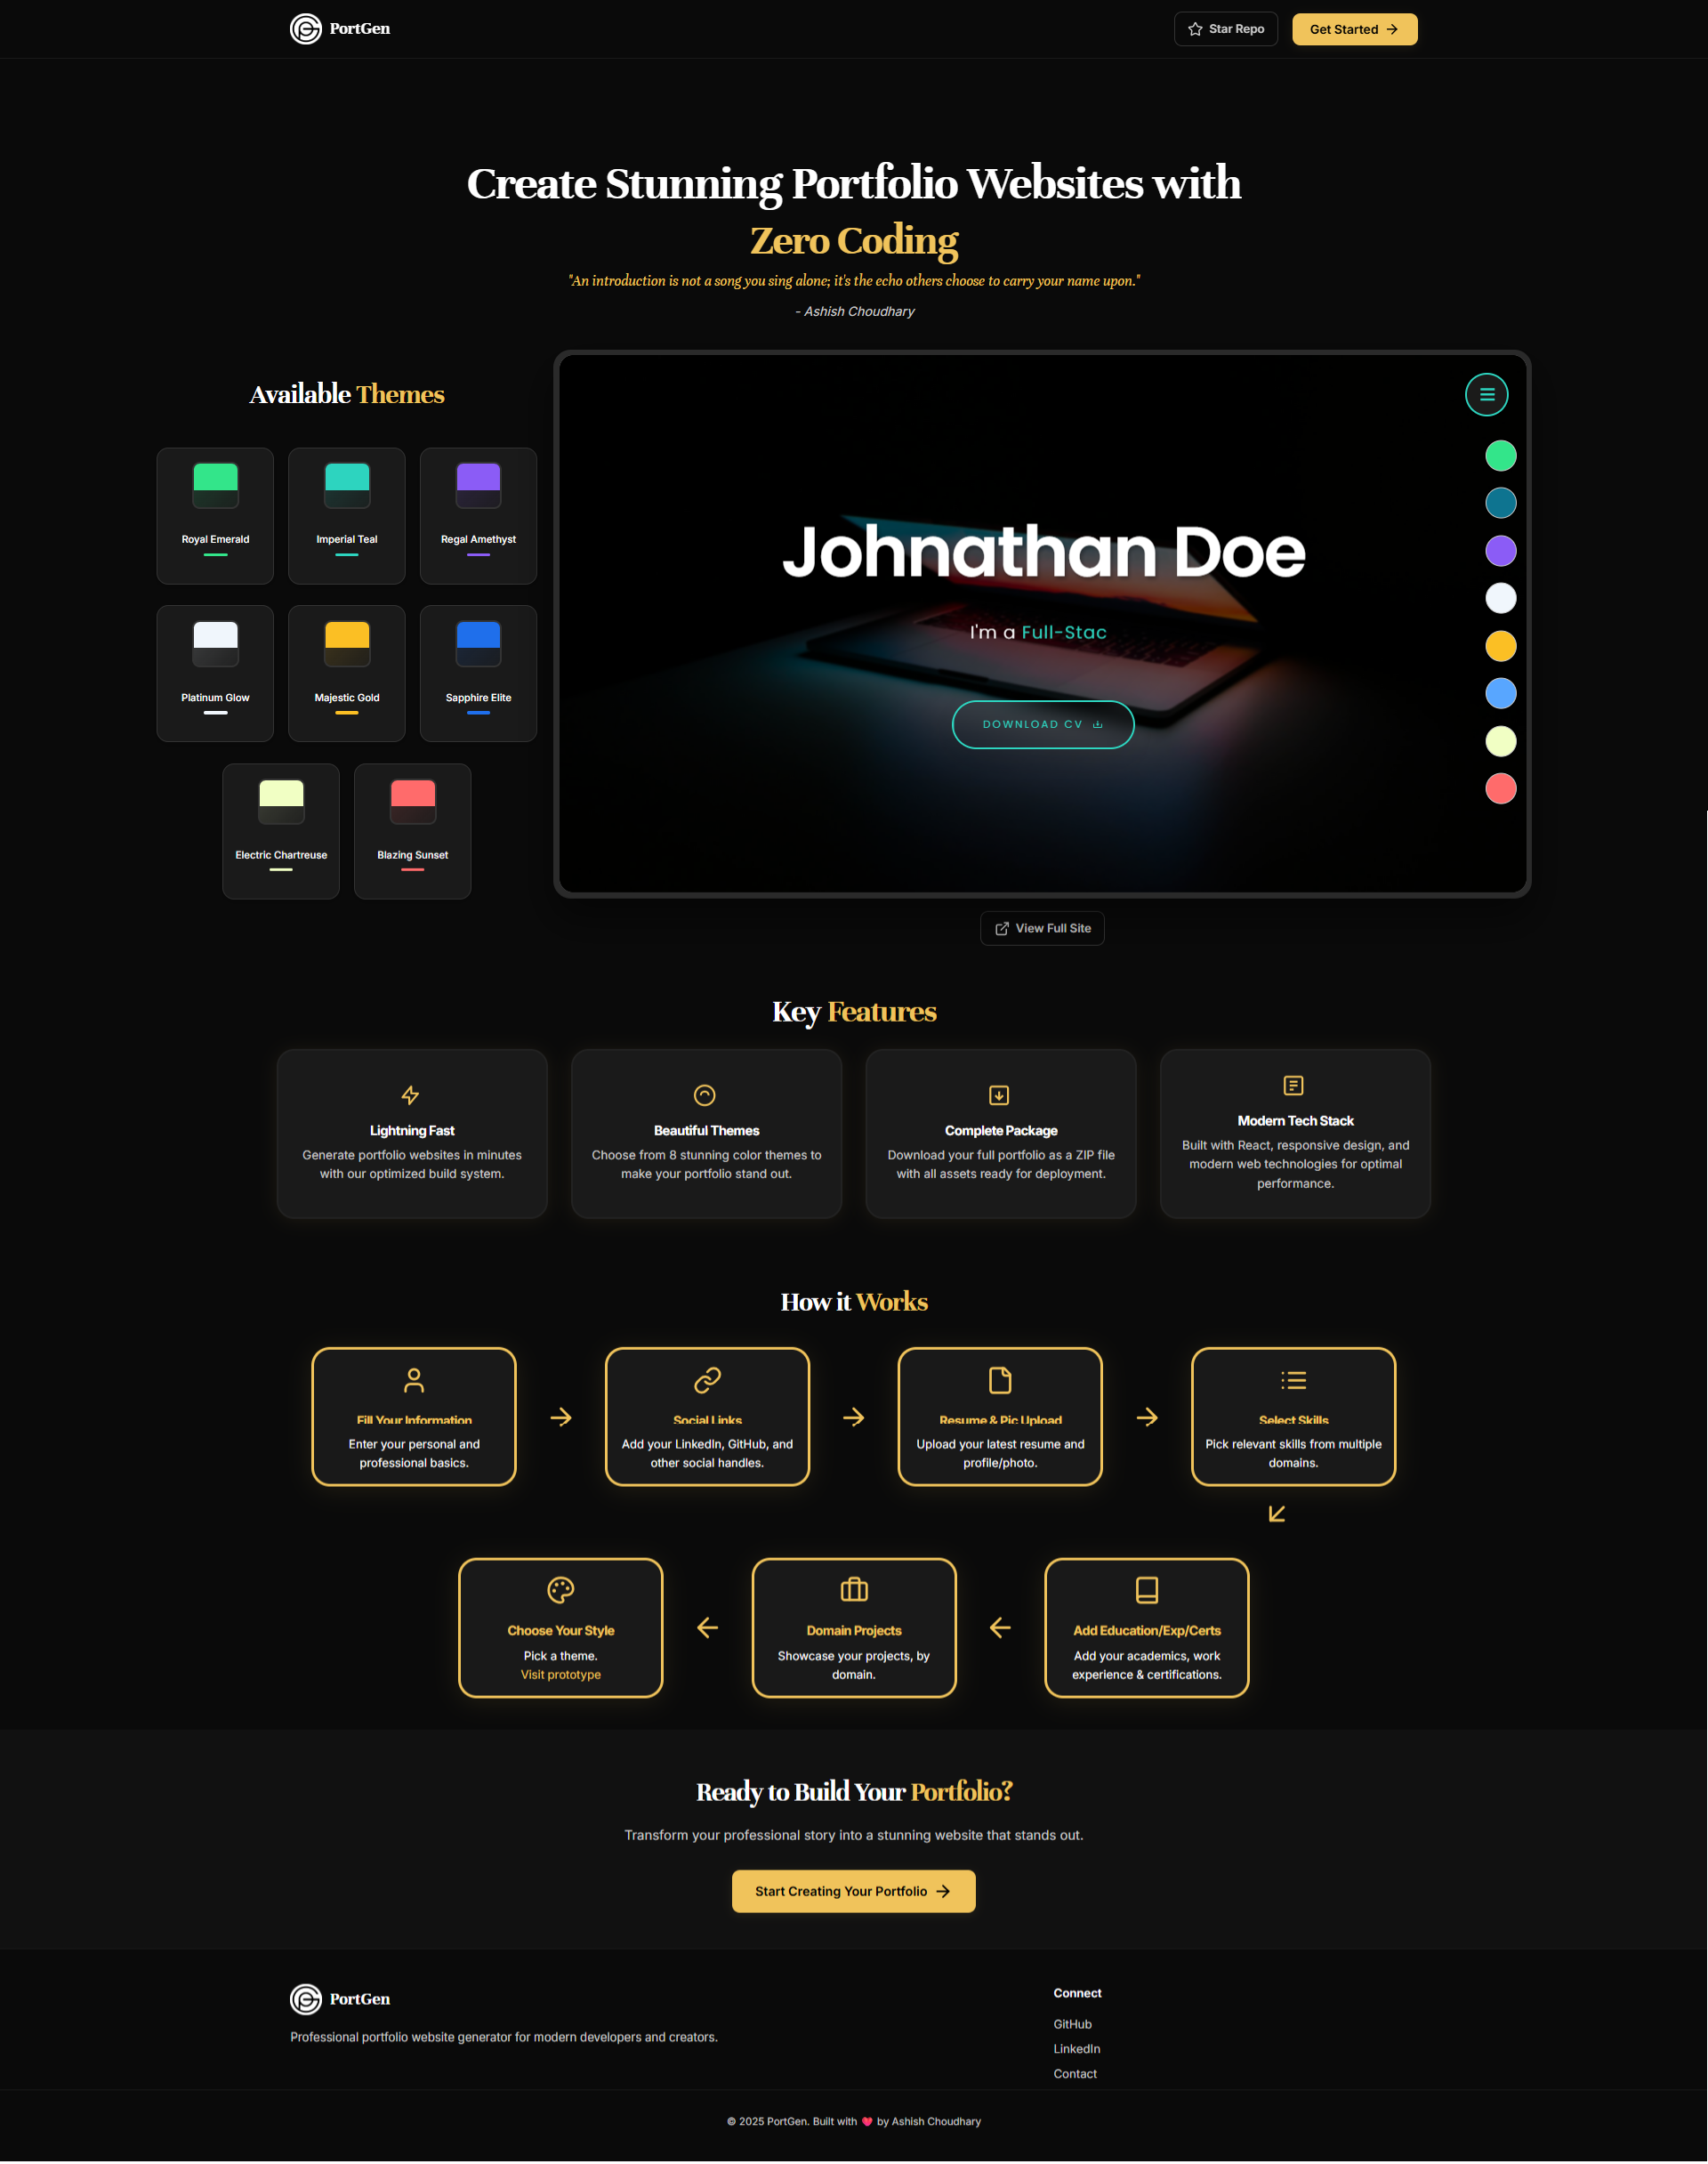 PortGen
Star Repo
Get Started
Create Stunning Portfolio Websites with
Zero Coding
"An introduction is not a song you sing alone; it's the echo others choose to carry your name upon."
- Ashish Choudhary
Available Themes
Royal Emerald
Imperial Teal
Regal Amethyst
Platinum Glow
Majestic Gold
Sapphire Elite
Electric Chartreuse
Blazing Sunset
Johnathan Doe
I'm a Full-Stac
DOWNLOAD CV
View Full Site
Key Features
Lightning Fast
Generate portfolio websites in minutes
with our optimized build system.
Beautiful Themes
Choose from 8 stunning color themes to
make your portfolio stand out.
Complete Package
Download your full portfolio as a ZIP file
with all assets ready for deployment.
Modern Tech Stack
Built with React, responsive design, and
modern web technologies for optimal
performance.
How it Works
Fill Your Information
Enter your personal and
professional basics.
Social Links
Add your LinkedIn, GitHub, and
other social handles.
Resume & Pic Upload
Upload your latest resume and
profile/photo.
Select Skills
Pick relevant skills from multiple
domains.
Choose Your Style
Pick a theme.
Visit prototype
Domain Projects
Showcase your projects, by
domain.
Add Education/Exp/Certs
Add your academics, work
experience & certifications.
Ready to Build Your Portfolio?
Transform your professional story into a stunning website that stands out.
Start Creating Your Portfolio
PortGen
Professional portfolio website generator for modern developers and creators.
Connect
GitHub
LinkedIn
Contact
© 2025 PortGen. Built with ❤️ by Ashish Choudhary